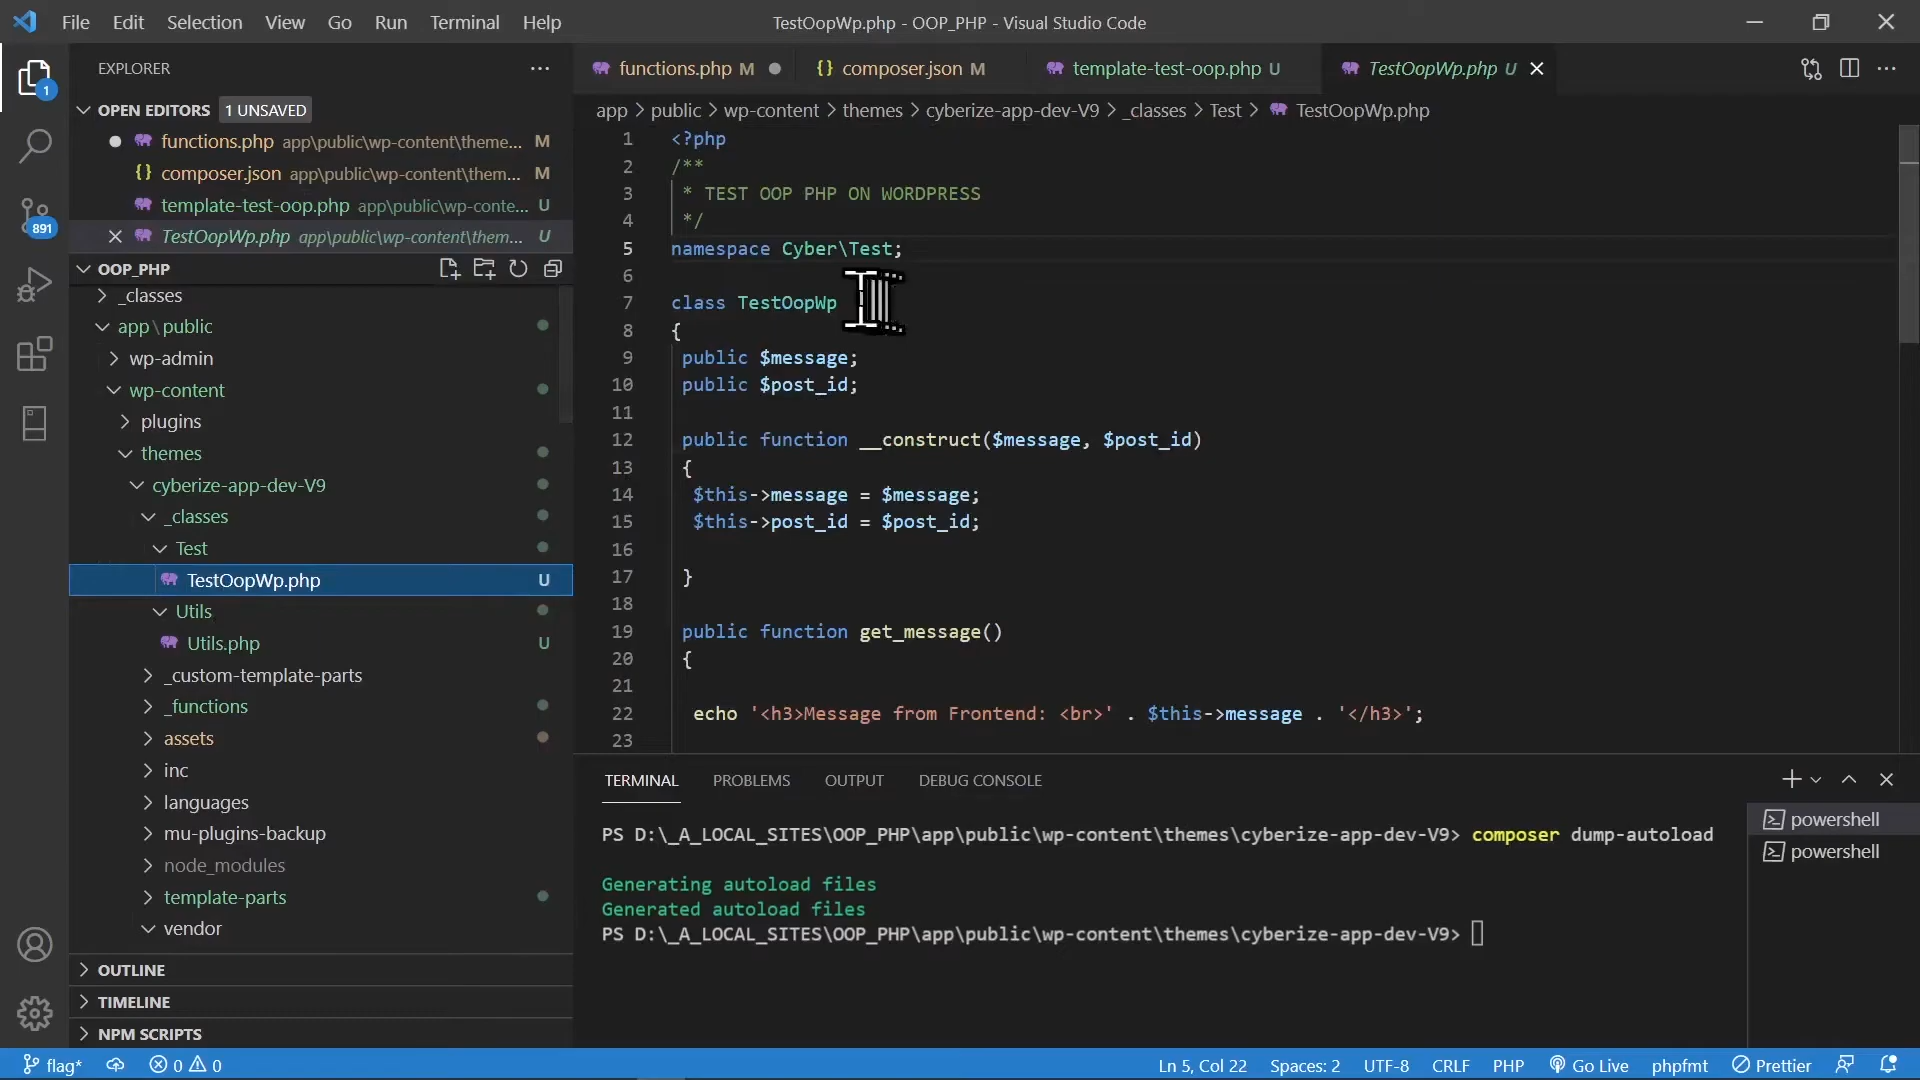 File Edit Selection View Go Run Terminal Help
TestOopWp.php - OOP_PHP - Visual Studio Code
EXPLORER
OPEN EDITORS 1 UNSAVED
functions.php app\public\wp-content\theme... M
composer.json app\public\wp-content\them... M
template-test-oop.php app\public\wp-conte... U
TestOopWp.php app\public\wp-content\them... U
OOP_PHP
_classes
app\public
wp-admin
wp-content
plugins
themes
cyberize-app-dev-V9
_classes
Test
TestOopWp.php U
Utils
Utils.php U
_custom-template-parts
_functions
assets
inc
languages
mu-plugins-backup
node_modules
template-parts
vendor
OUTLINE
TIMELINE
NPM SCRIPTS
1
891
functions.php M
composer.json M
template-test-oop.php U
TestOopWp.php U
app > public > wp-content > themes > cyberize-app-dev-V9 > _classes > Test > TestOopWp.php
1 <?php
2 /**
3 * TEST OOP PHP ON WORDPRESS
4 */
5 namespace Cyber\Test;
6
7 class TestOopWp
8 {
9 public $message;
10 public $post_id;
11
12 public function __construct($message, $post_id)
13 {
14 $this->message = $message;
15 $this->post_id = $post_id;
16
17 }
18
19 public function get_message()
20 {
21
22 echo '<h3>Message from Frontend: <br>' . $this->message . '</h3>';
23
TERMINAL PROBLEMS OUTPUT DEBUG CONSOLE
PS D:\_A_LOCAL_SITES\OOP_PHP\app\public\wp-content\themes\cyberize-app-dev-V9> composer dump-autoload
Generating autoload files
Generated autoload files
PS D:\_A_LOCAL_SITES\OOP_PHP\app\public\wp-content\themes\cyberize-app-dev-V9>
powershell
powershell
flag* 0 0
Ln 5, Col 22 Spaces: 2 UTF-8 CRLF PHP Go Live phpfmt Prettier